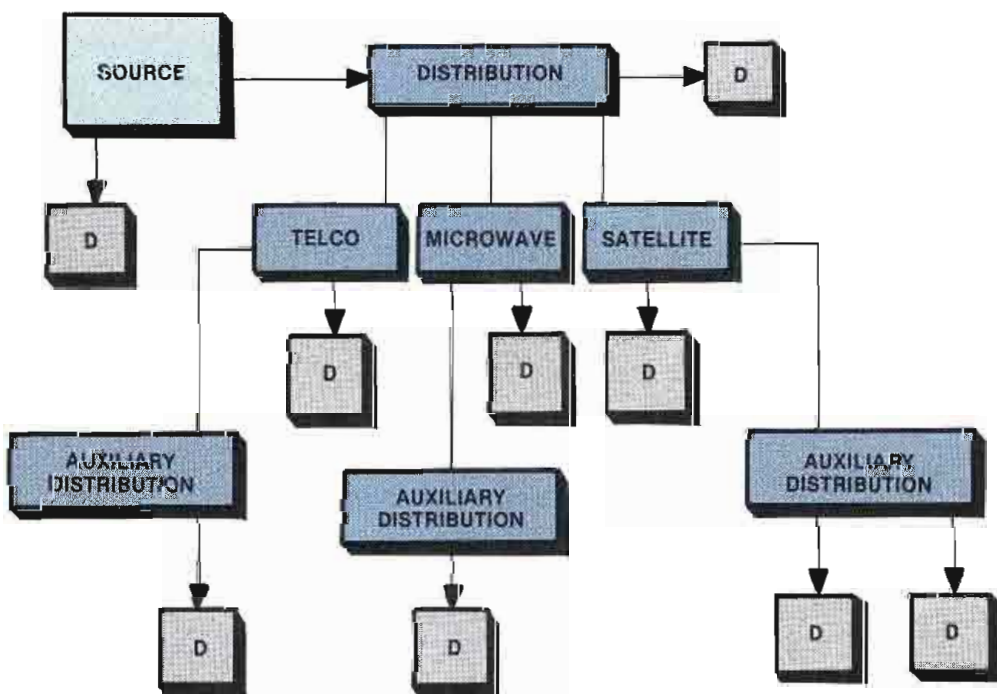 SOURCE
DISTRIBUTION
D
D
TELCO
MICROWAVE
SATELLITE
D
D
D
AUXILIARY
DISTRIBUTION
AUXILIARY
DISTRIBUTION
AUXILIARY
DISTRIBUTION
D
D
D
D